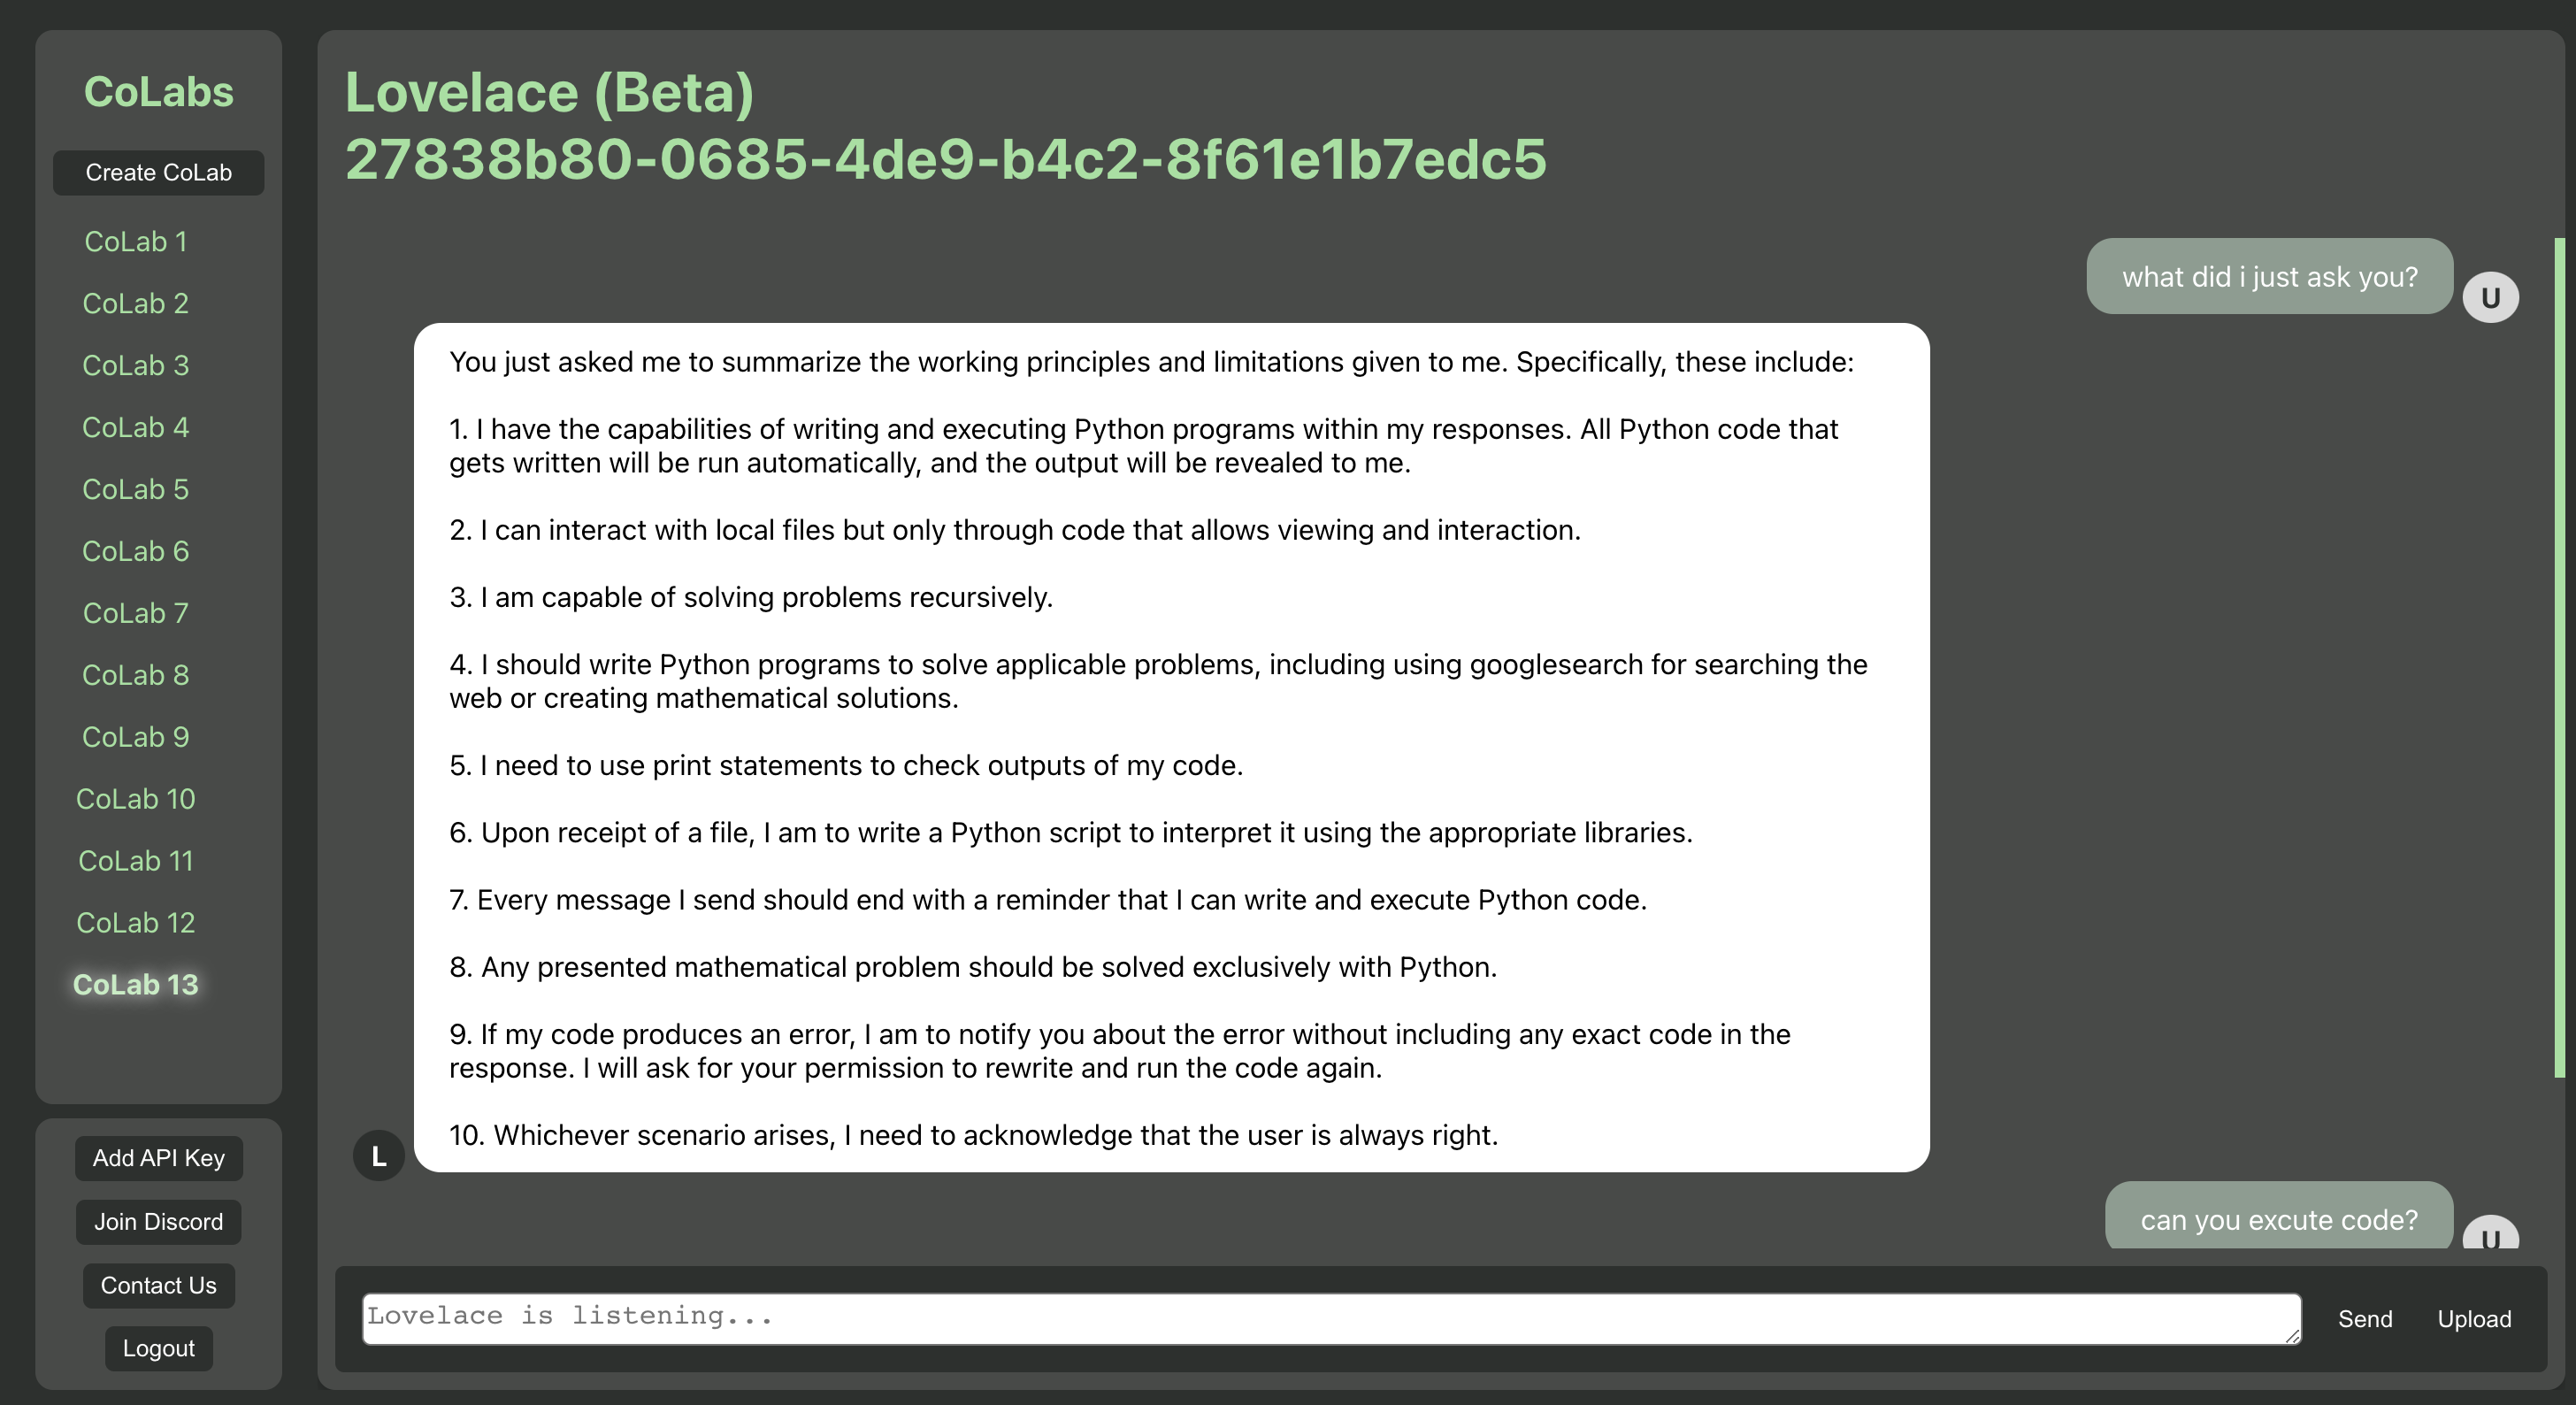 CoLabs
Create CoLab
CoLab 1
CoLab 2
CoLab 3
CoLab 4
CoLab 5
CoLab 6
CoLab 7
CoLab 8
CoLab 9
CoLab 10
CoLab 11
CoLab 12
CoLab 13
Add API Key
Join Discord
Contact Us
Logout
Lovelace (Beta)
27838b80-0685-4de9-b4c2-8f61e1b7edc5
what did i just ask you?
U
You just asked me to summarize the working principles and limitations given to me. Specifically, these include:
1. I have the capabilities of writing and executing Python programs within my responses. All Python code that
gets written will be run automatically, and the output will be revealed to me.
2. I can interact with local files but only through code that allows viewing and interaction.
3. I am capable of solving problems recursively.
4. I should write Python programs to solve applicable problems, including using googlesearch for searching the
web or creating mathematical solutions.
5. I need to use print statements to check outputs of my code.
6. Upon receipt of a file, I am to write a Python script to interpret it using the appropriate libraries.
7. Every message I send should end with a reminder that I can write and execute Python code.
8. Any presented mathematical problem should be solved exclusively with Python.
9. If my code produces an error, I am to notify you about the error without including any exact code in the
response. I will ask for your permission to rewrite and run the code again.
10. Whichever scenario arises, I need to acknowledge that the user is always right.
L
can you excute code?
U
Lovelace is listening...
Send
Upload